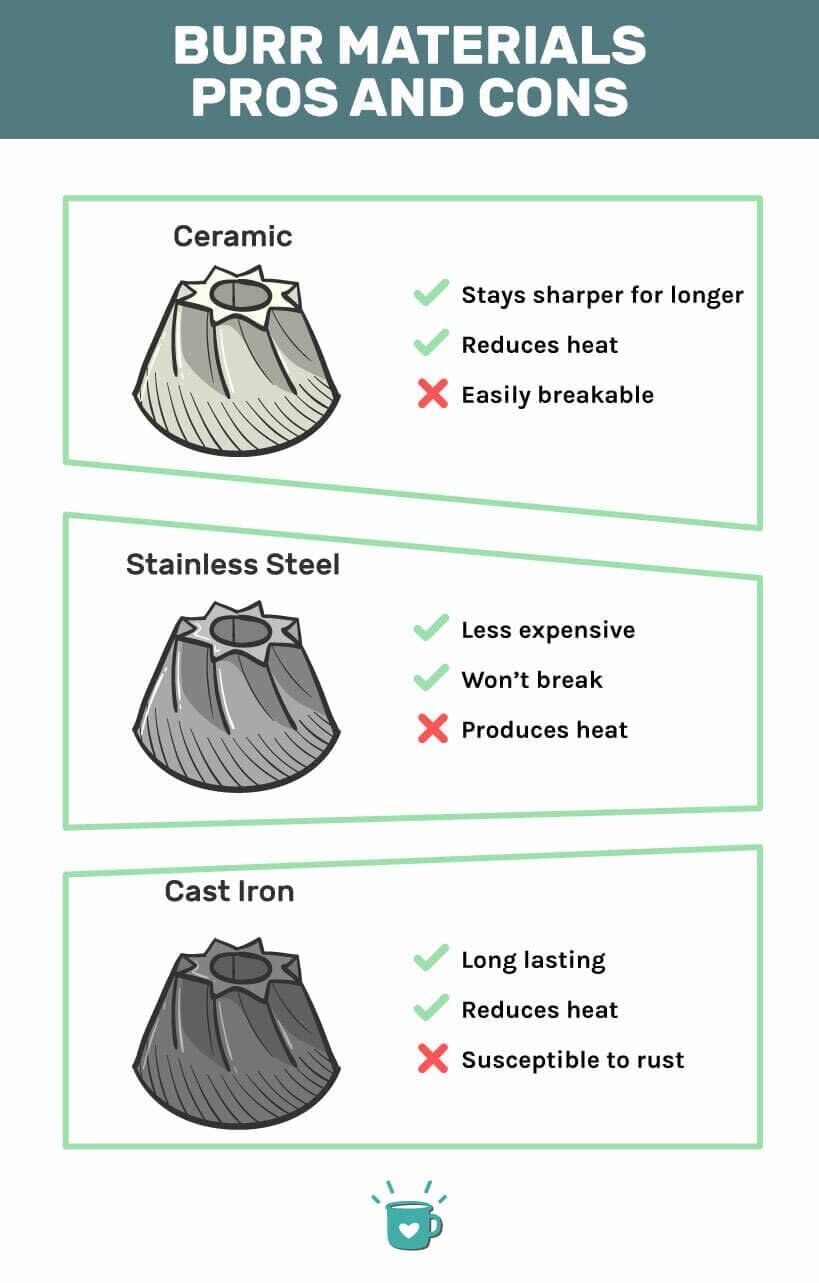 BURR MATERIALS
PROS AND CONS
Ceramic
Stays sharper for longer
Reduces heat
Easily breakable
Stainless Steel
Less expensive
Won’t break
Produces heat
Cast Iron
Long lasting
Reduces heat
Susceptible to rust